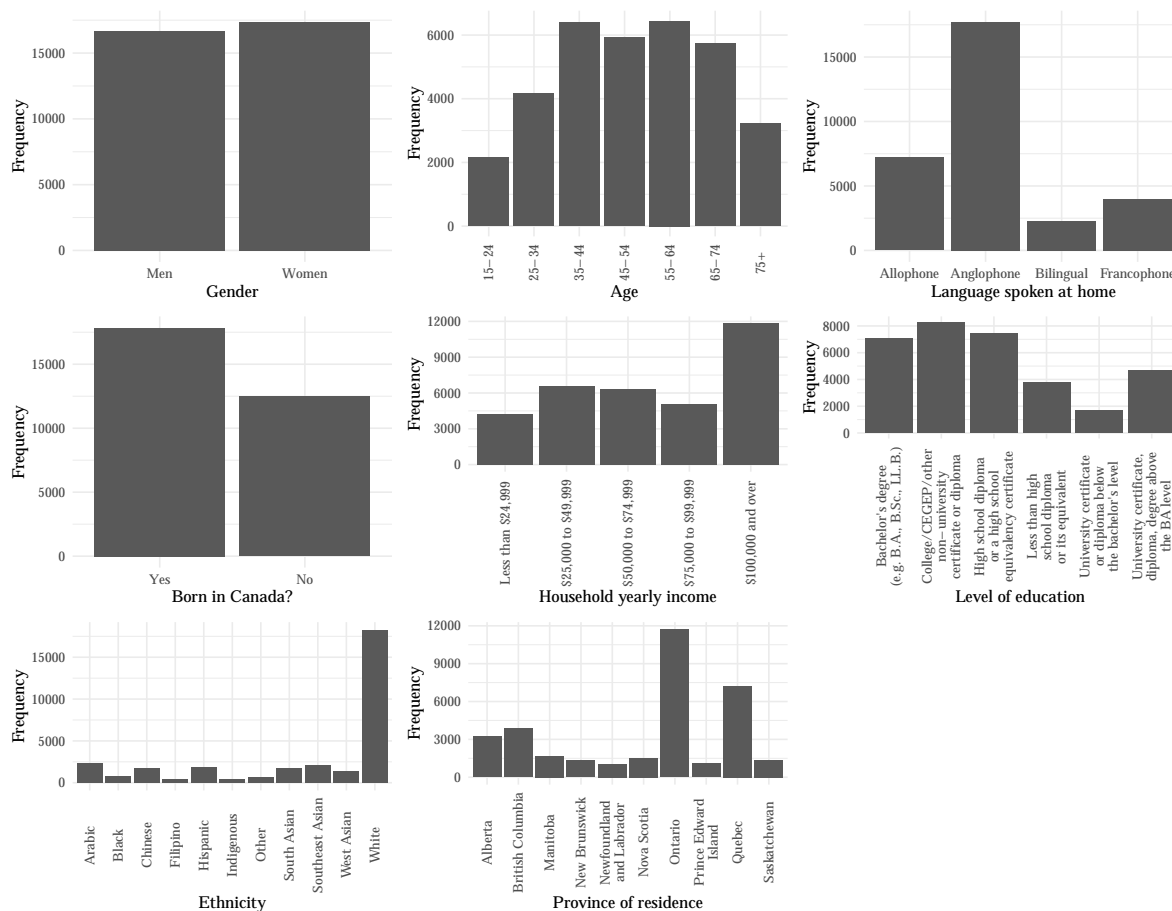 Frequency
15000
10000
5000
0
Men
Women
Gender
Frequency
6000
4000
2000
0
15−24
25−34
35−44
45−54
55−64
65−74
75+
Age
Frequency
15000
10000
5000
0
Allophone
Anglophone
Bilingual
Francophone
Language spoken at home
Frequency
15000
10000
5000
0
Yes
No
Born in Canada?
Frequency
12000
9000
6000
3000
0
Less than $24,999
$25,000 to $49,999
$50,000 to $74,999
$75,000 to $99,999
$100,000 and over
Household yearly income
Frequency
8000
6000
4000
2000
0
Bachelor's degree
(e.g. B.A., B.Sc., LL.B.)
College/CEGEP/other
non−university
certificate or diploma
High school diploma
or a high school
equivalency certificate
Less than high
school diploma
or its equivalent
University certificate
or diploma below
the bachelor's level
University certificate,
diploma, degree above
the BA level
Level of education
Frequency
15000
10000
5000
0
Arabic
Black
Chinese
Filipino
Hispanic
Indigenous
Other
South Asian
Southeast Asian
West Asian
White
Ethnicity
Frequency
12000
9000
6000
3000
0
Alberta
British Columbia
Manitoba
New Brunswick
Newfoundland
and Labrador
Nova Scotia
Ontario
Prince Edward
Island
Quebec
Saskatchewan
Province of residence